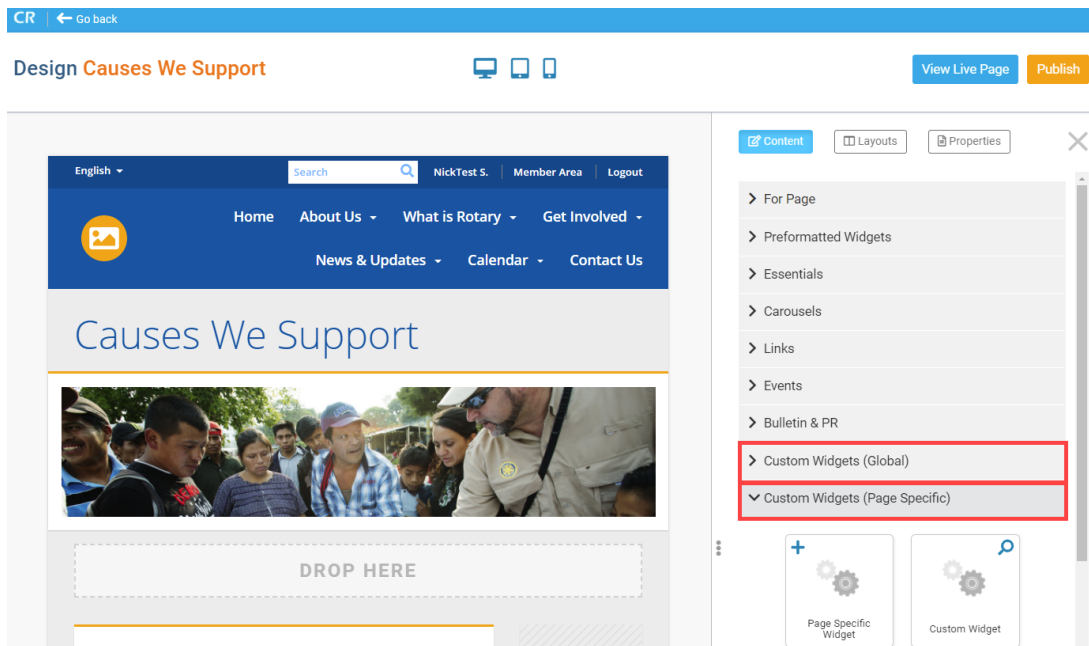 CR Go back
Design Causes We Support
View Live Page Publish
Content Layouts Properties
English
Search
NickTest S. Member Area Logout
Home About Us What is Rotary Get Involved
News & Updates Calendar Contact Us
Causes We Support
DROP HERE
For Page
Preformatted Widgets
Essentials
Carousels
Links
Events
Bulletin & PR
Custom Widgets (Global)
Custom Widgets (Page Specific)
Page Specific
Widget
Custom Widget